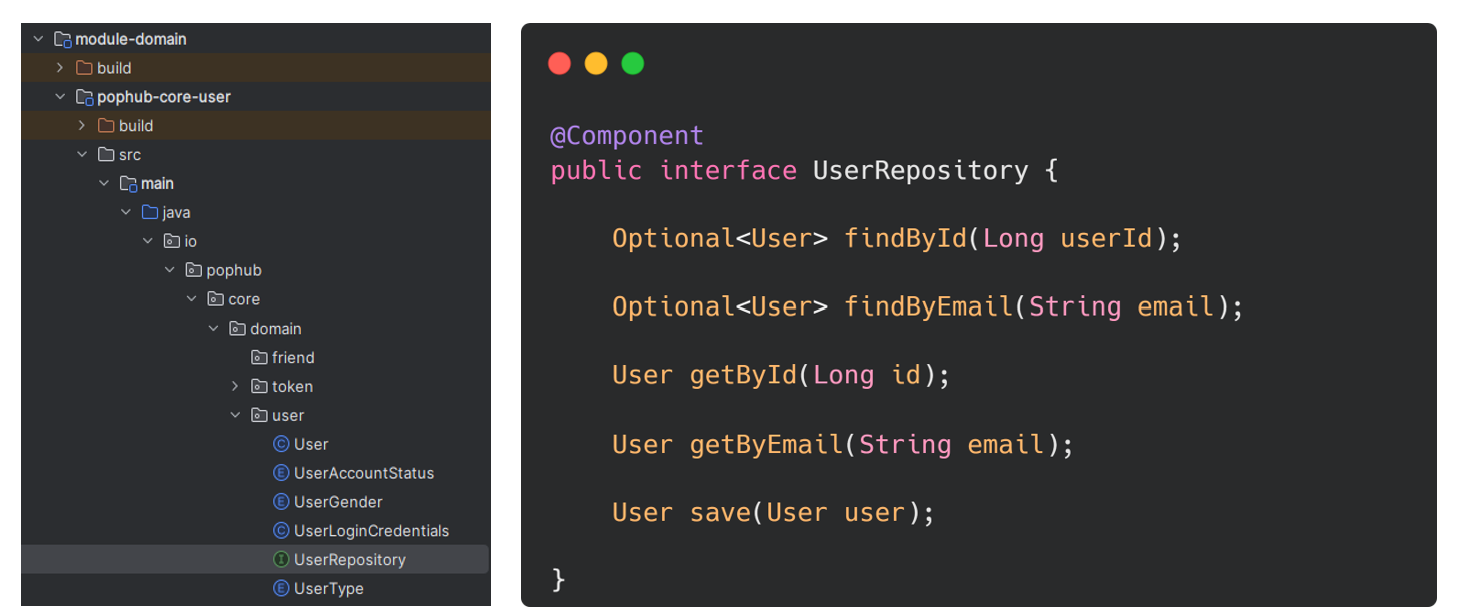 module-domain
build
pophub-core-user
build
src
main
java
io
pophub
core
domain
friend
token
user
C User
E UserAccountStatus
E UserGender
C UserLoginCredentials
I UserRepository
E UserType
@Component
public interface UserRepository {
Optional<User> findById(Long userId);
Optional<User> findByEmail(String email);
User getById(Long id);
User getByEmail(String email);
User save(User user);
}